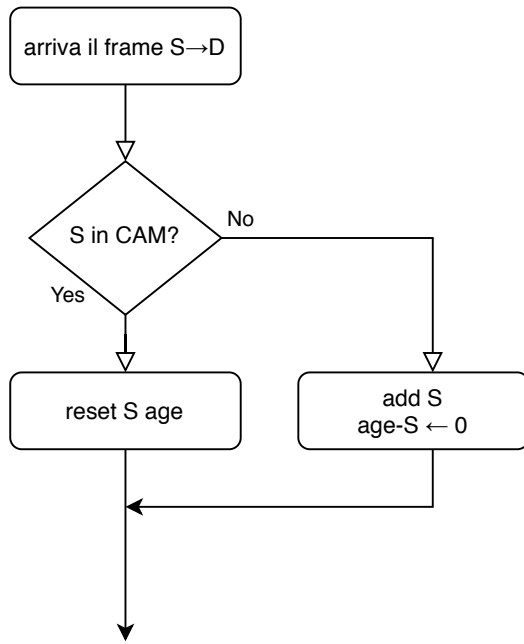 arriva il frame S→D
S in CAM?
No
Yes
reset S age
add S
age-S ← 0